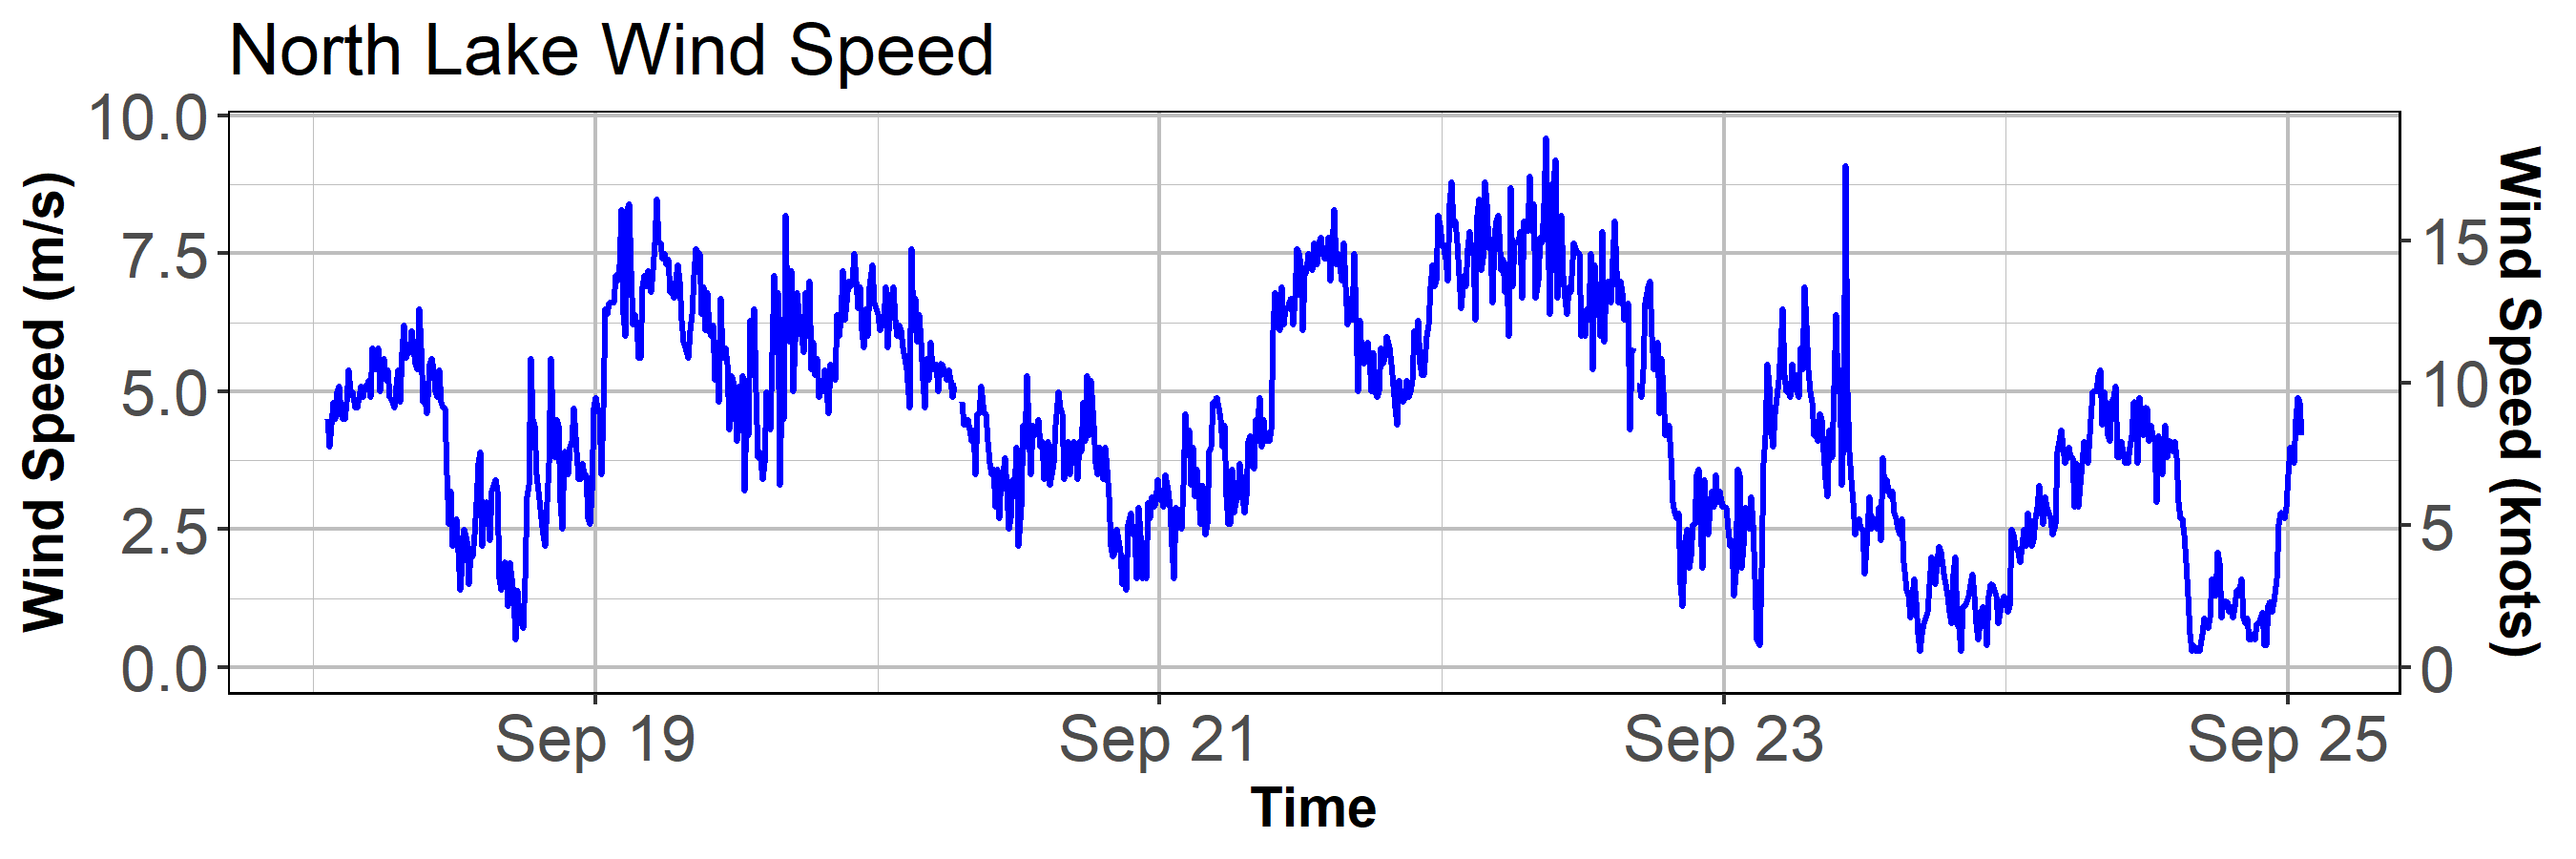 North Lake Wind Speed
10.0
7.5
5.0
2.5
0.0
Wind Speed (m/s)
15
10
5
0
Wind Speed (knots)
Sep 19
Sep 21
Sep 23
Sep 25
Time